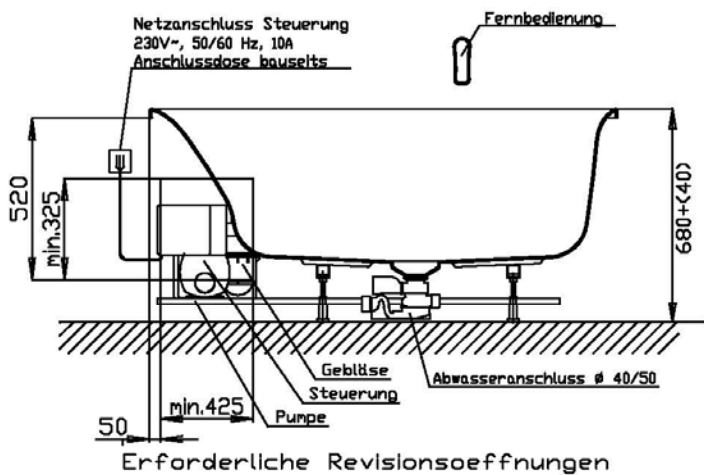 Netzanschluss Steuerung
230V~, 50/60 Hz, 10A
Anschlussdose bauseits
Fernbedienung
520
min.325
680+(40)
Gebläse
Steuerung
Pumpe
Abwasseranschluss ø 40/50
min.425
50
Erforderliche Revisionsoeffnungen